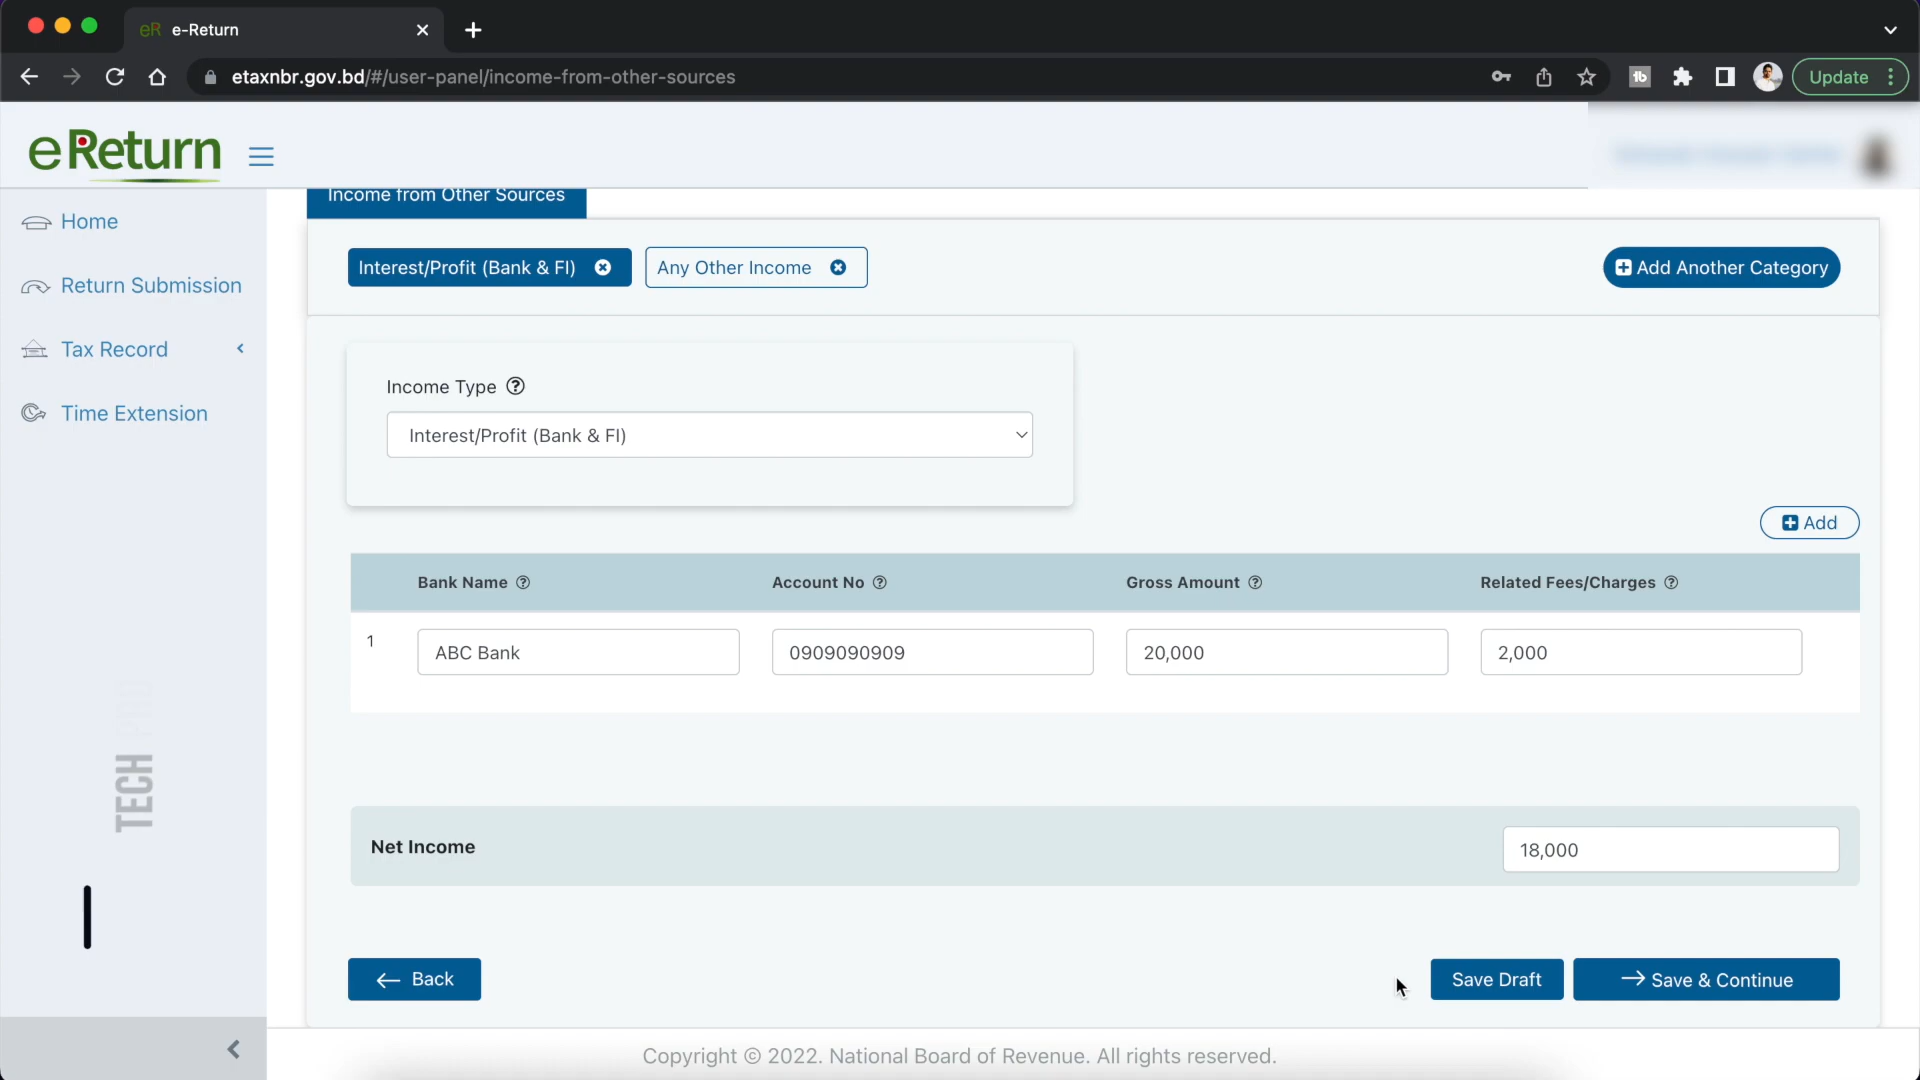 eR e-Return
etaxnbr.gov.bd/#/user-panel/income-from-other-sources
tb
Update
eReturn
Income from Other Sources
Home
Return Submission
Tax Record
Time Extension
Interest/Profit (Bank & FI)
Any Other Income
Add Another Category
Income Type
Interest/Profit (Bank & FI)
Add
Bank Name
Account No
Gross Amount
Related Fees/Charges
1
ABC Bank
0909090909
20,000
2,000
TECH PRO
Net Income
18,000
Back
Save Draft
Save & Continue
Copyright © 2022. National Board of Revenue. All rights reserved.